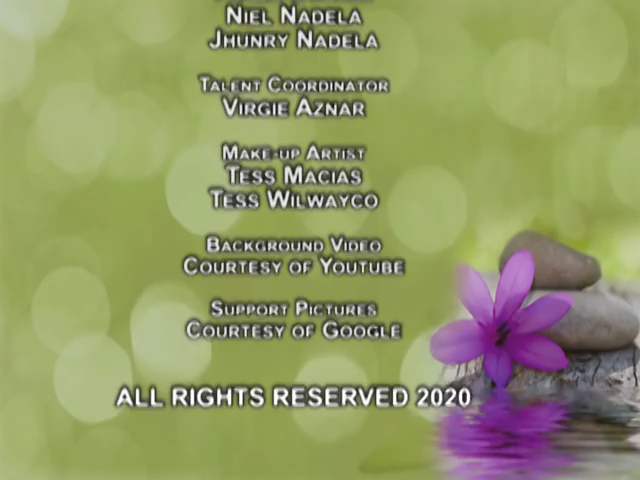 Niel Nadela
Jhunry Nadela
Talent Coordinator
Virgie Aznar
Make-up Artist
Tess Macias
Tess Wilwayco
Background Video
Courtesy of Youtube
Support Pictures
Courtesy of Google
ALL RIGHTS RESERVED 2020